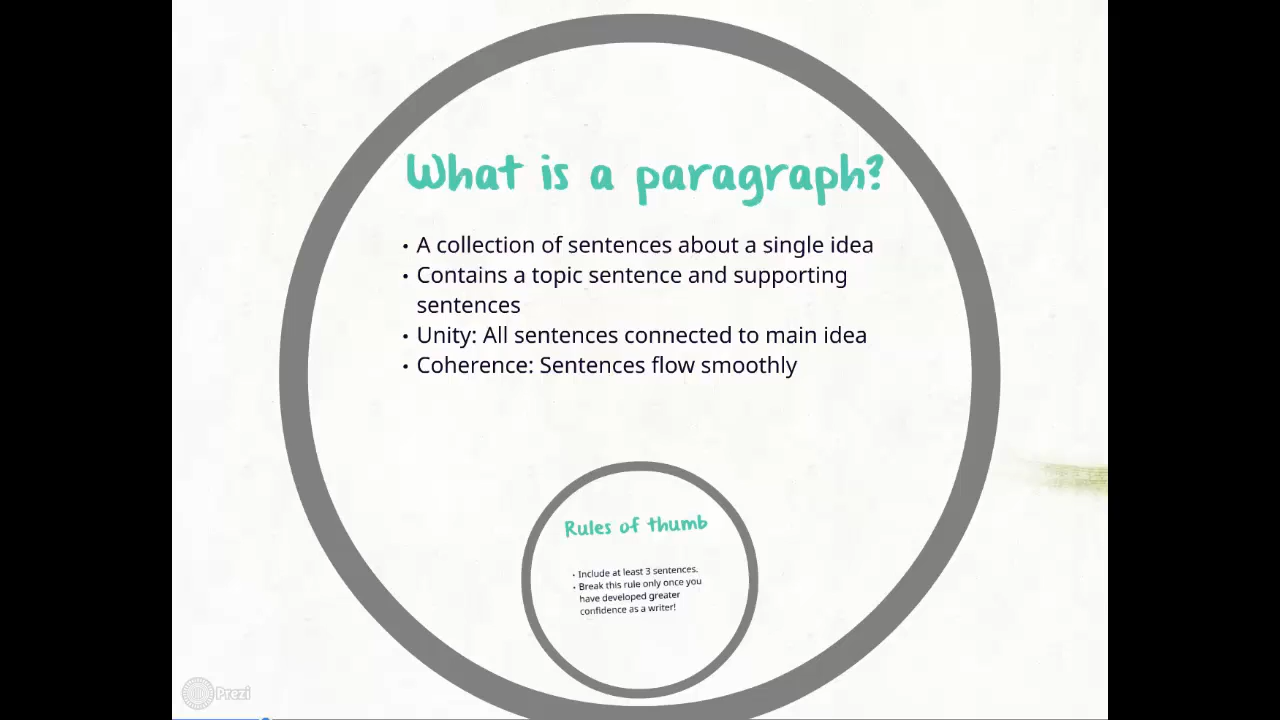 What is a paragraph?
• A collection of sentences about a single idea
• Contains a topic sentence and supporting
sentences
• Unity: All sentences connected to main idea
• Coherence: Sentences flow smoothly
Rules of thumb
• Include at least 3 sentences.
• Break this rule only once you
have developed greater
confidence as a writer!
Prezi